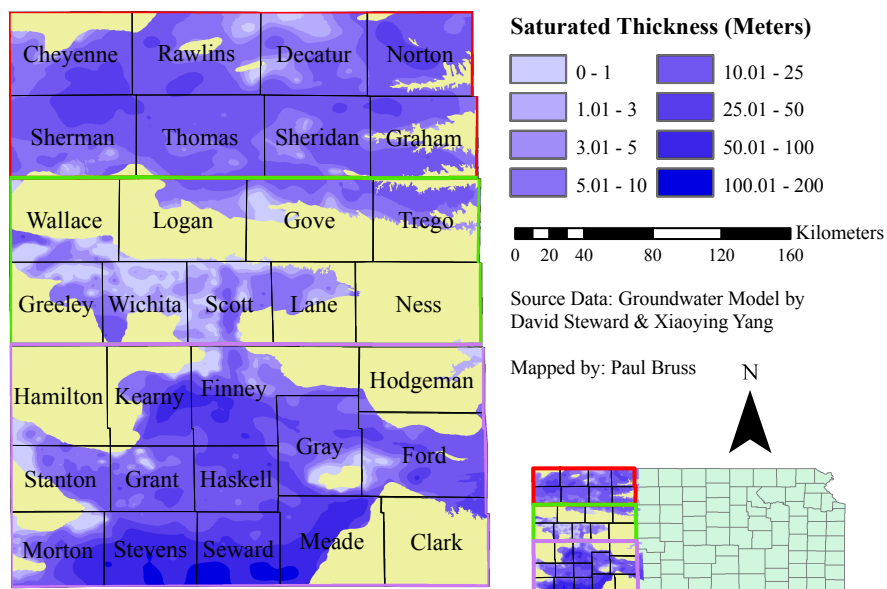 Cheyenne Rawlins Decatur Norton
Sherman Thomas Sheridan Graham
Wallace Logan Gove Trego
Greeley Wichita Scott Lane Ness
Hamilton Kearny Finney Hodgeman
Gray Ford
Stanton Grant Haskell
Morton Stevens Seward Meade Clark
Saturated Thickness (Meters)
0 - 1 10.01 - 25
1.01 - 3 25.01 - 50
3.01 - 5 50.01 - 100
5.01 - 10 100.01 - 200
Kilometers
0 10 20 40 80 120 160
Source Data: Groundwater Model by
David Steward & Xiaoying Yang
Mapped by: Paul Bruss
N